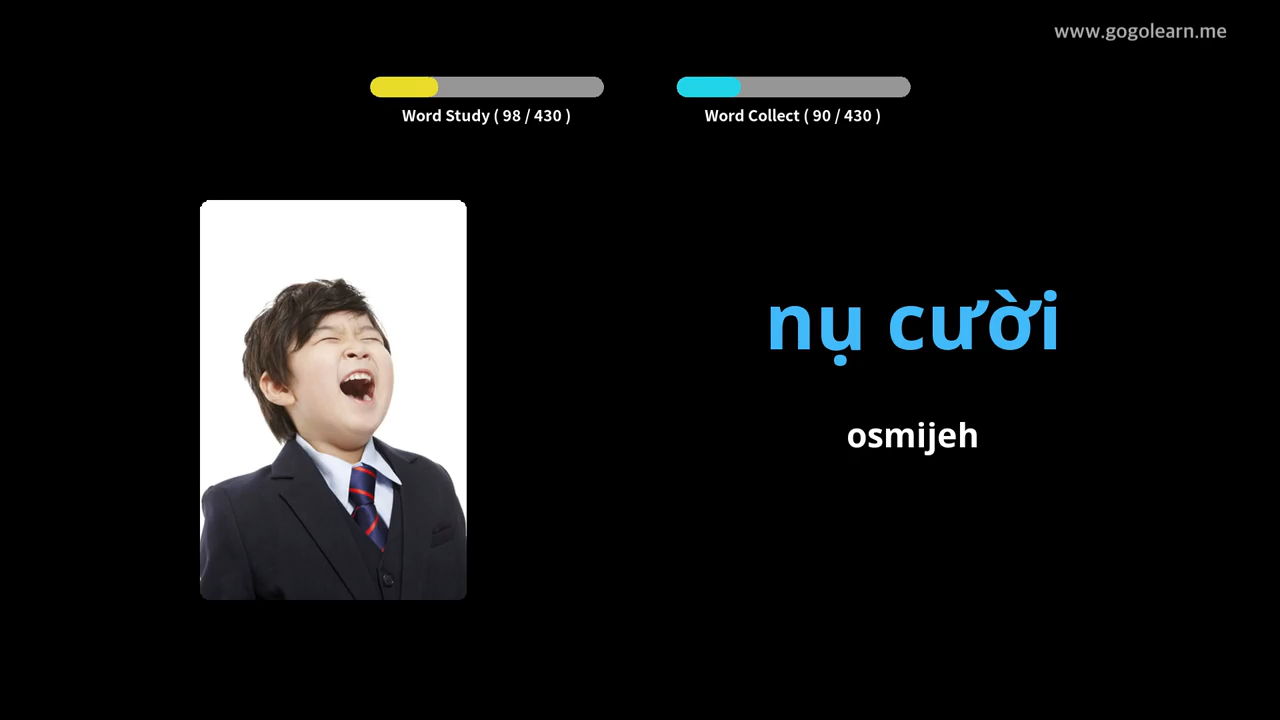 www.gogolearn.me
Word Study ( 98 / 430 )
Word Collect ( 90 / 430 )
nụ cười
osmijeh